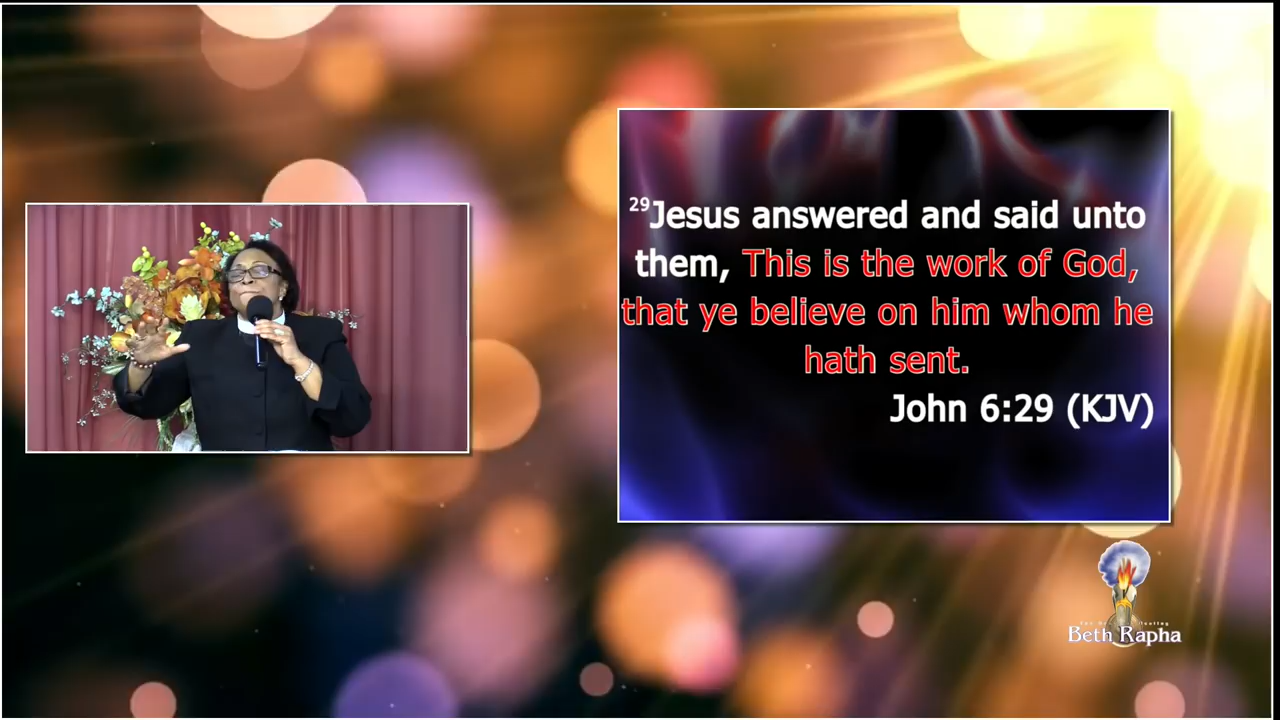 29Jesus answered and said unto
them, This is the work of God,
that ye believe on him whom he
hath sent.
John 6:29 (KJV)
Beth Rapha